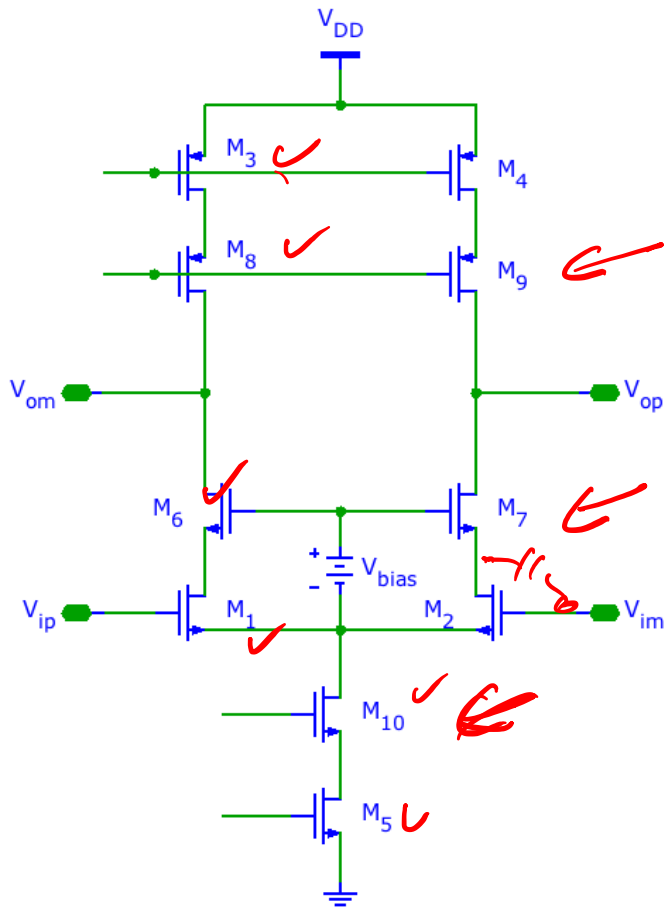 V_DD
M_3
M_4
M_8
M_9
V_om
V_op
M_6
M_7
+
V_bias
-
V_ip
M_1
M_2
V_im
M_10
M_5